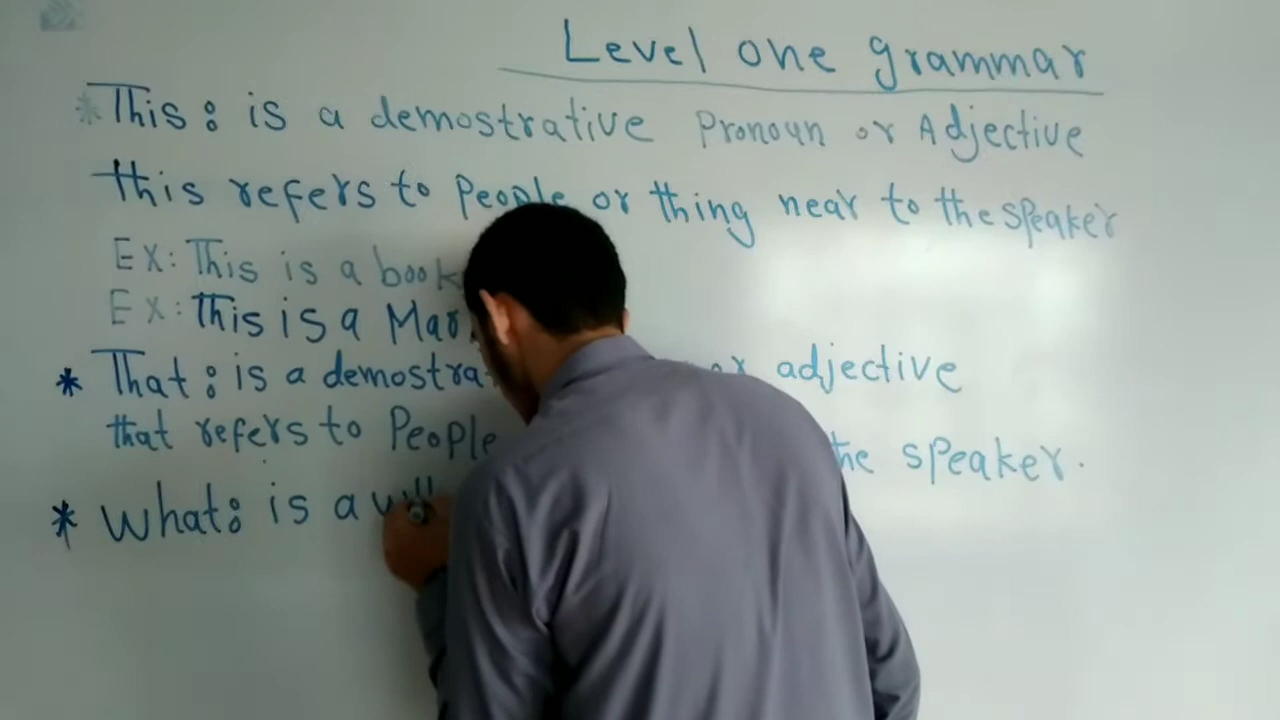 Level one grammar
* This: is a demostrative Pronoun or Adjective
this refers to People or thing near to the speaker
EX: This is a book
EX: This is a
* That: is a adjective
that refers to People the speaker.
* What: is a